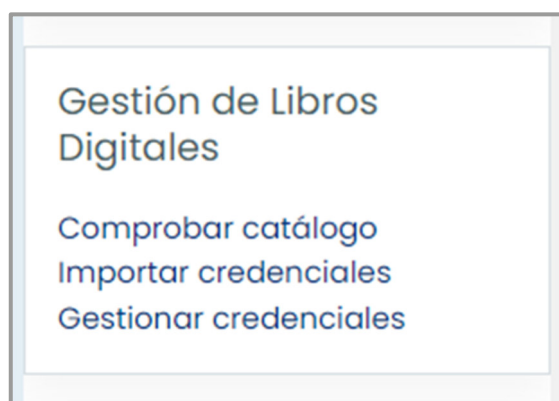 Gestión de Libros
Digitales
Comprobar catálogo
Importar credenciales
Gestionar credenciales